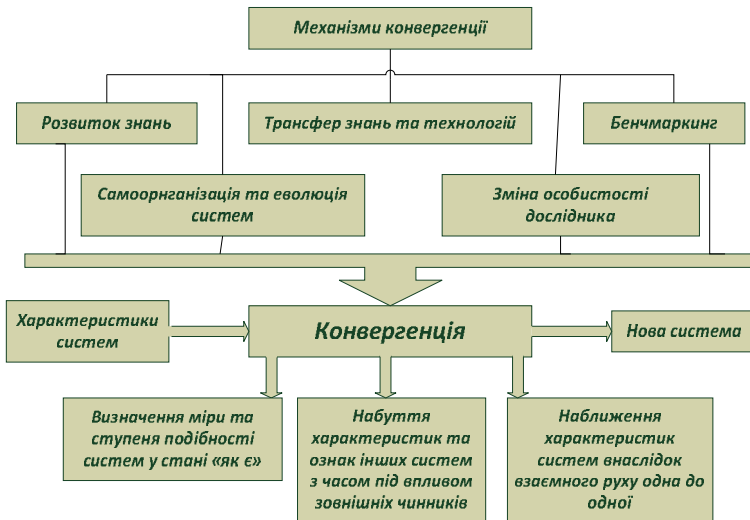 Механізми конвергенції
Розвиток знань
Трансфер знань та технологій
Бенчмаркинг
Самоорнганізація та еволюція
систем
Зміна особистості
дослідника
Характеристики
систем
Конвергенція
Нова система
Визначення міри та
ступеня подібності
систем у стані «як є»
Набуття
характеристик та
ознак інших систем
з часом під впливом
зовнішніх чинників
Наближення
характеристик
систем внаслідок
взаємного руху одна до
одної